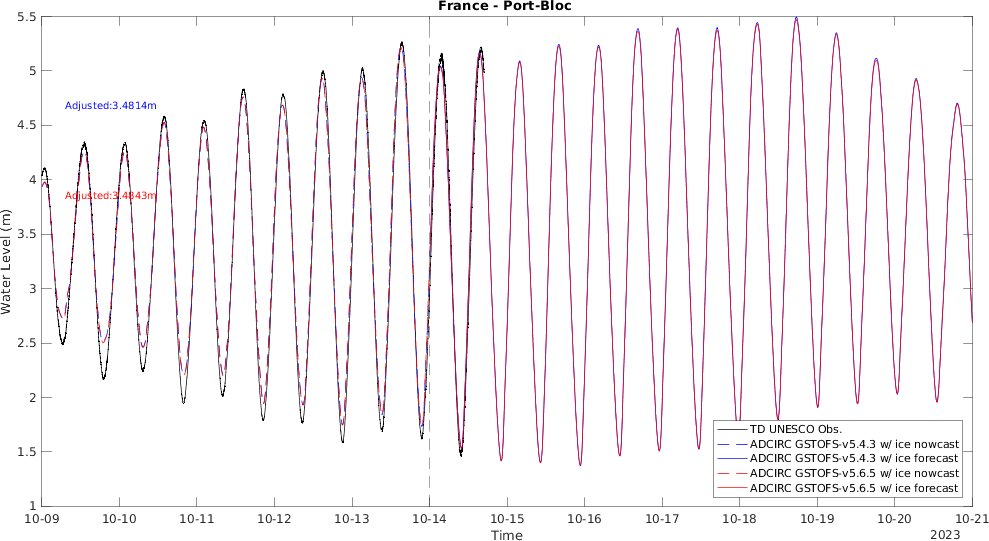 France - Port-Bloc
Water Level (m)
5.5
5
4.5
4
3.5
3
2.5
2
1.5
1
Adjusted:3.4814m
Adjusted:3.4843m
TD UNESCO Obs.
ADCIRC GSTOFS-v5.4.3 w/ ice nowcast
ADCIRC GSTOFS-v5.4.3 w/ ice forecast
ADCIRC GSTOFS-v5.6.5 w/ ice nowcast
ADCIRC GSTOFS-v5.6.5 w/ ice forecast
10-09 10-10 10-11 10-12 10-13 10-14 10-15 10-16 10-17 10-18 10-19 10-20 10-21
Time
2023